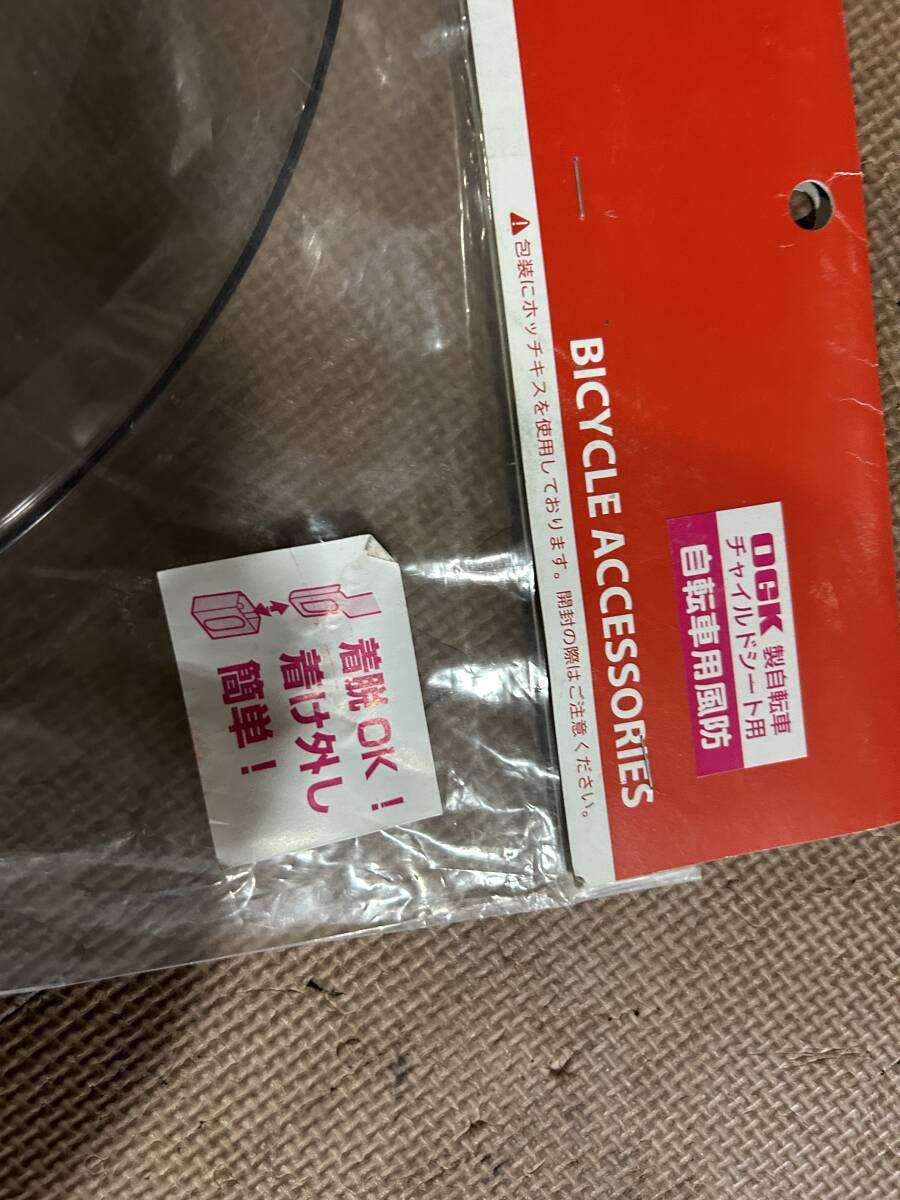 OGK 製自転車
チャイルドシート用
自転車用風防
BICYCLE ACCESSORIES
包装にホッチキスを使用しております。開封の際はご注意ください。
着脱OK!
着け外し
簡単!